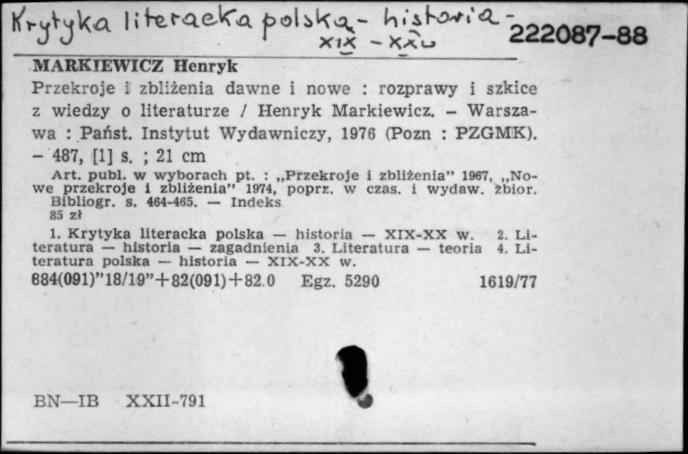 Krytyka literacka polska - historia -
XIX - XX w
222087-88
MARKIEWICZ Henryk
Przekroje i zbliżenia dawne i nowe : rozprawy i szkice
z wiedzy o literaturze / Henryk Markiewicz. — Warsza-
wa : Państ. Instytut Wydawniczy, 1976 (Pozn : PZGMK).
— 487, [1] s. ; 21 cm
Art. publ. w wyborach pt. : „Przekroje i zbliżenia” 1967, „No-
we przekroje i zbliżenia” 1974, poprz. w czas. i wydaw. zbior.
Bibliogr. s. 464-465. — Indeks
85 zł
1. Krytyka literacka polska — historia — XIX-XX w. 2. Li-
teratura — historia — zagadnienia 3. Literatura — teoria 4. Li-
teratura polska — historia — XIX-XX w.
884(091)”18/19”+82(091)+82.0 Egz. 5290 1619/77
BN—IB XXII-791